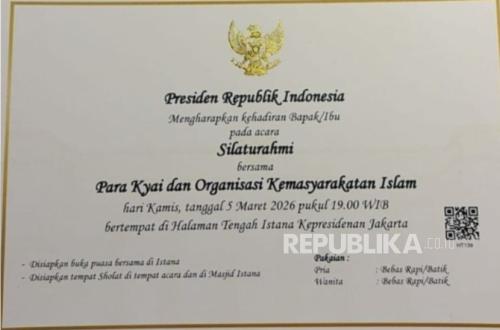 Presiden Republik Indonesia
Mengharapkan kehadiran Bapak/Ibu
pada acara
Silaturahmi
bersama
Para Kyai dan Organisasi Kemasyarakatan Islam
hari Kamis, tanggal 5 Maret 2026 pukul 19.00 WIB
bertempat di Halaman Tengah Istana Kepresidenan Jakarta
REPUBLIKA.co.id
HT139
- Disiapkan buka puasa bersama di Istana
- Disiapkan tempat Sholat di tempat acara dan di Masjid Istana
Pakaian :
Pria : Bebas Rapi/Batik
Wanita : Bebas Rapi/Batik